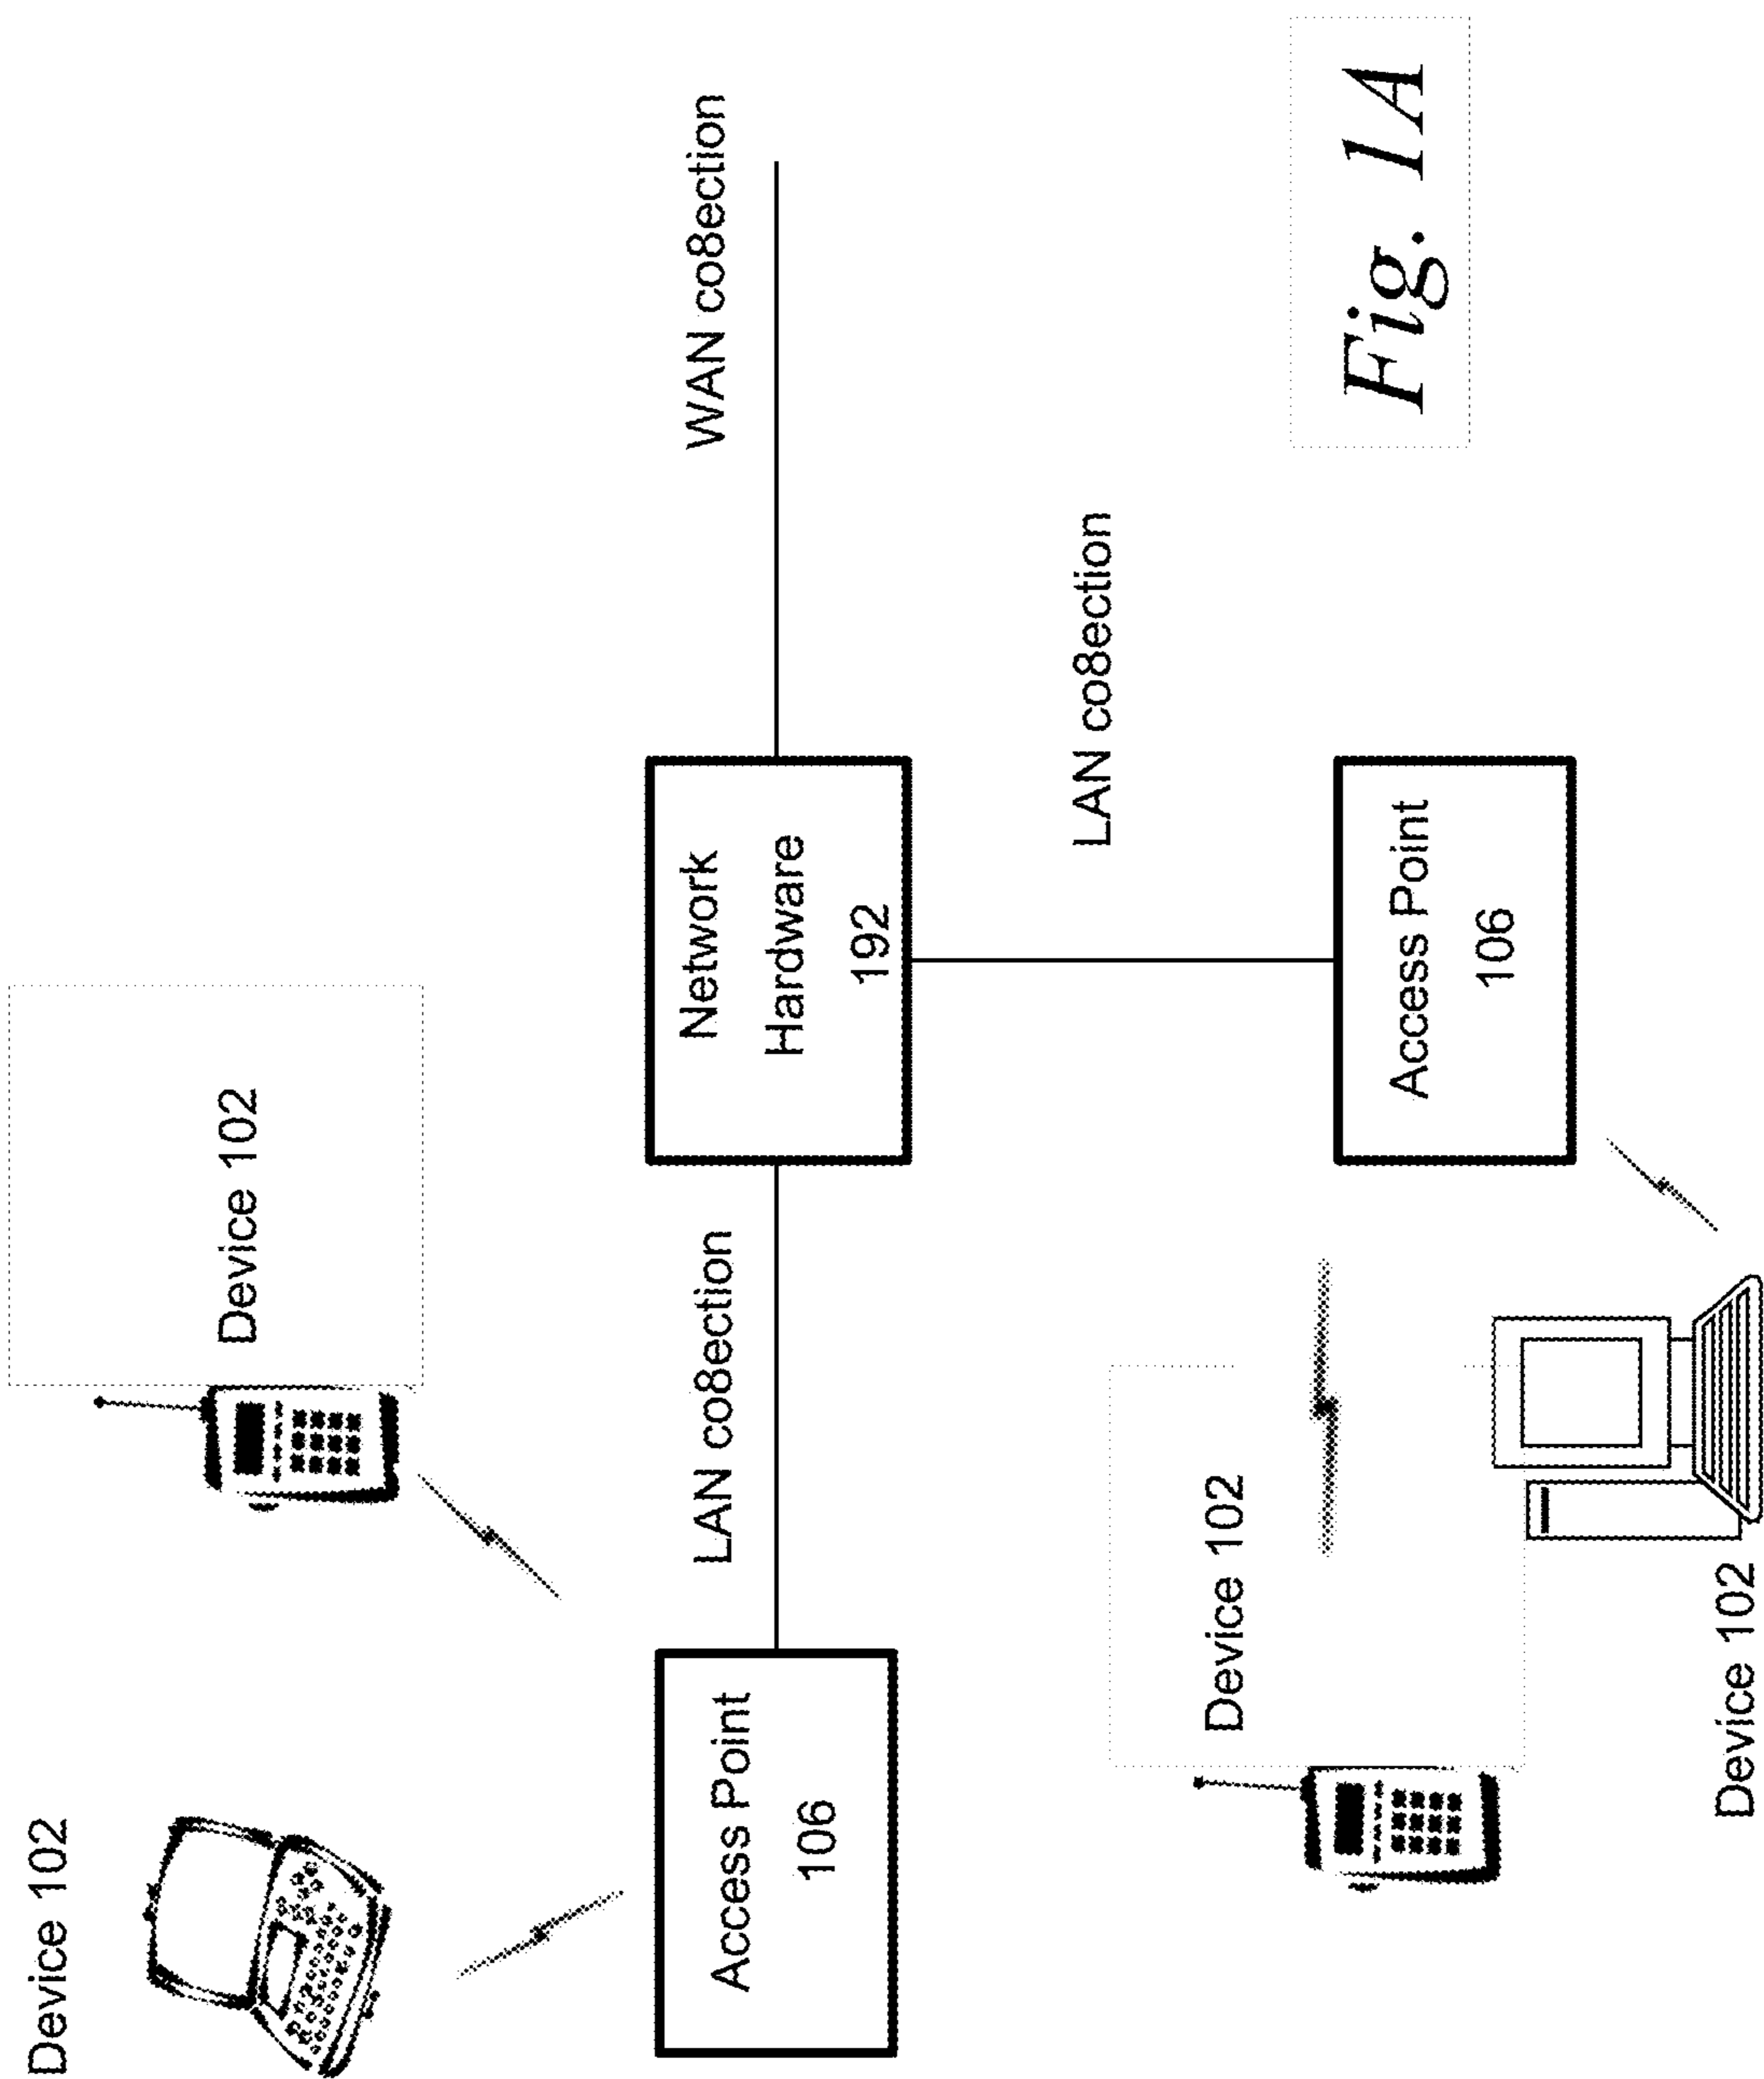 Device 102
Device 102
WAN co8ection
LAN co8ection
Network
Hardware
192
Access Point
106
LAN co8ection
Device 102
Access Point
106
Device 102
Fig. 1A